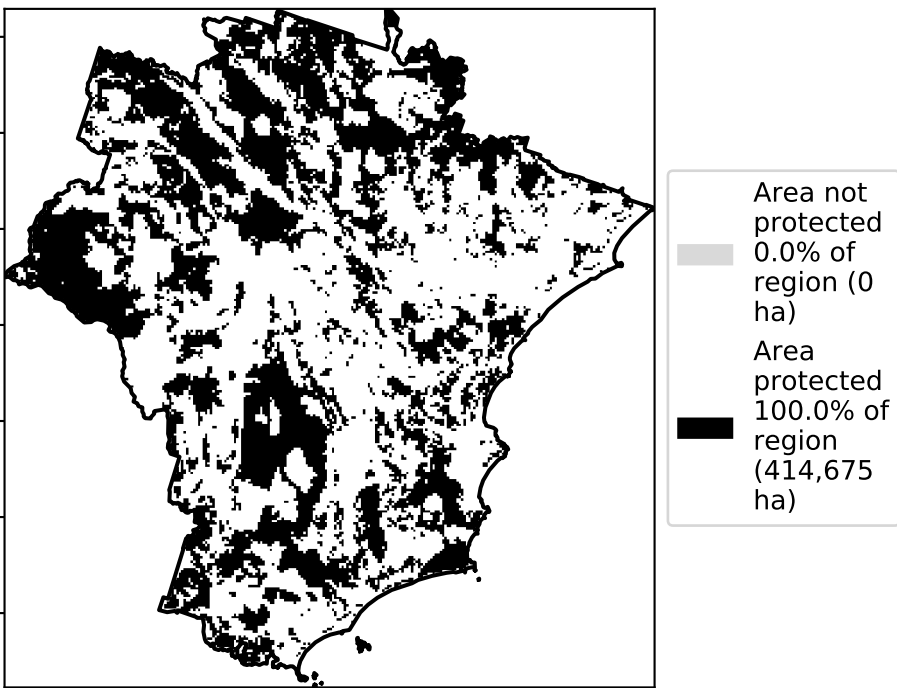 Area not
protected
0.0% of
region (0
ha)
Area
protected
100.0% of
region
(414,675
ha)